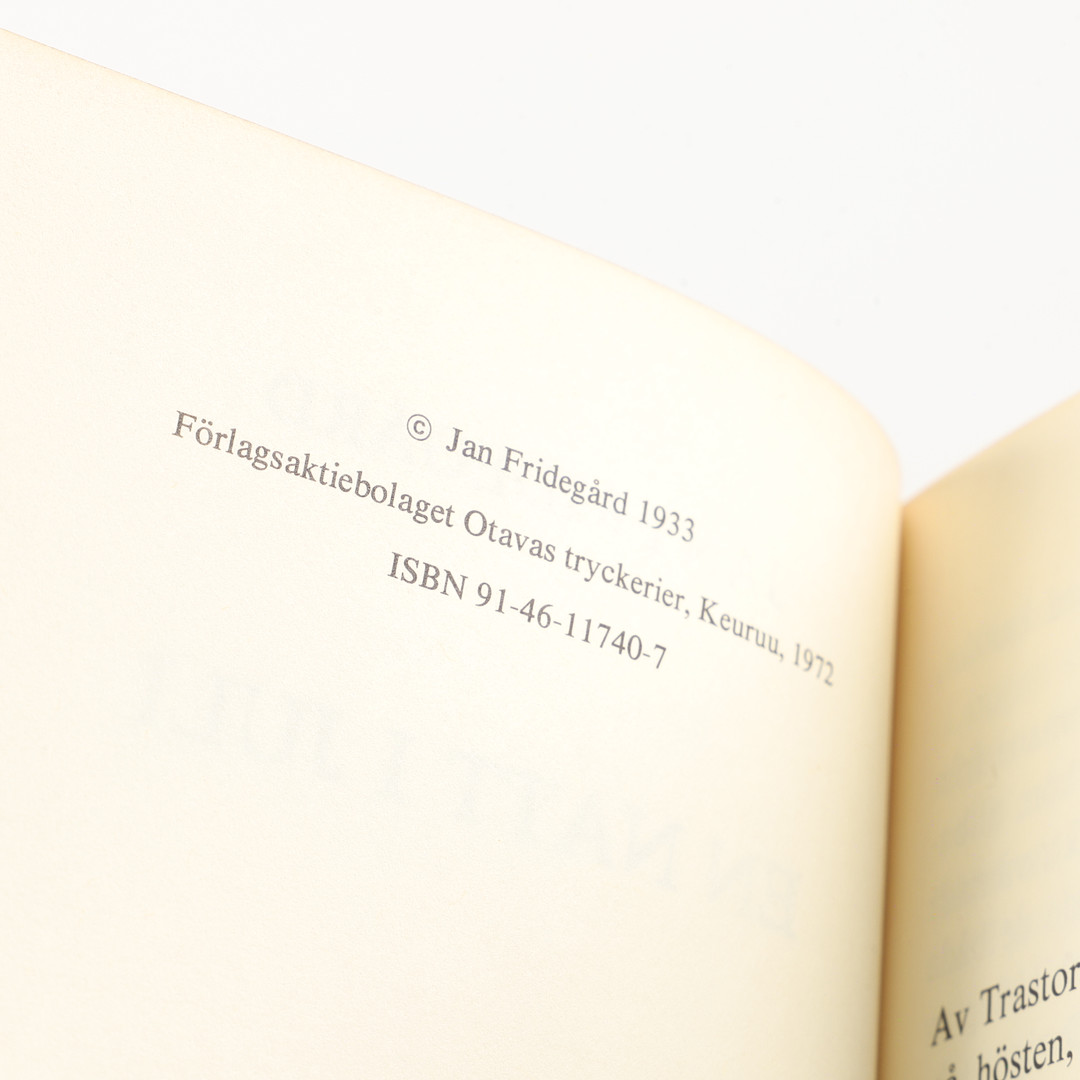 © Jan Fridegård 1933
Förlagsaktiebolaget Otavas tryckerier, Keuruu, 1972
ISBN 91-46-11740-7
Av Trastor
hösten,